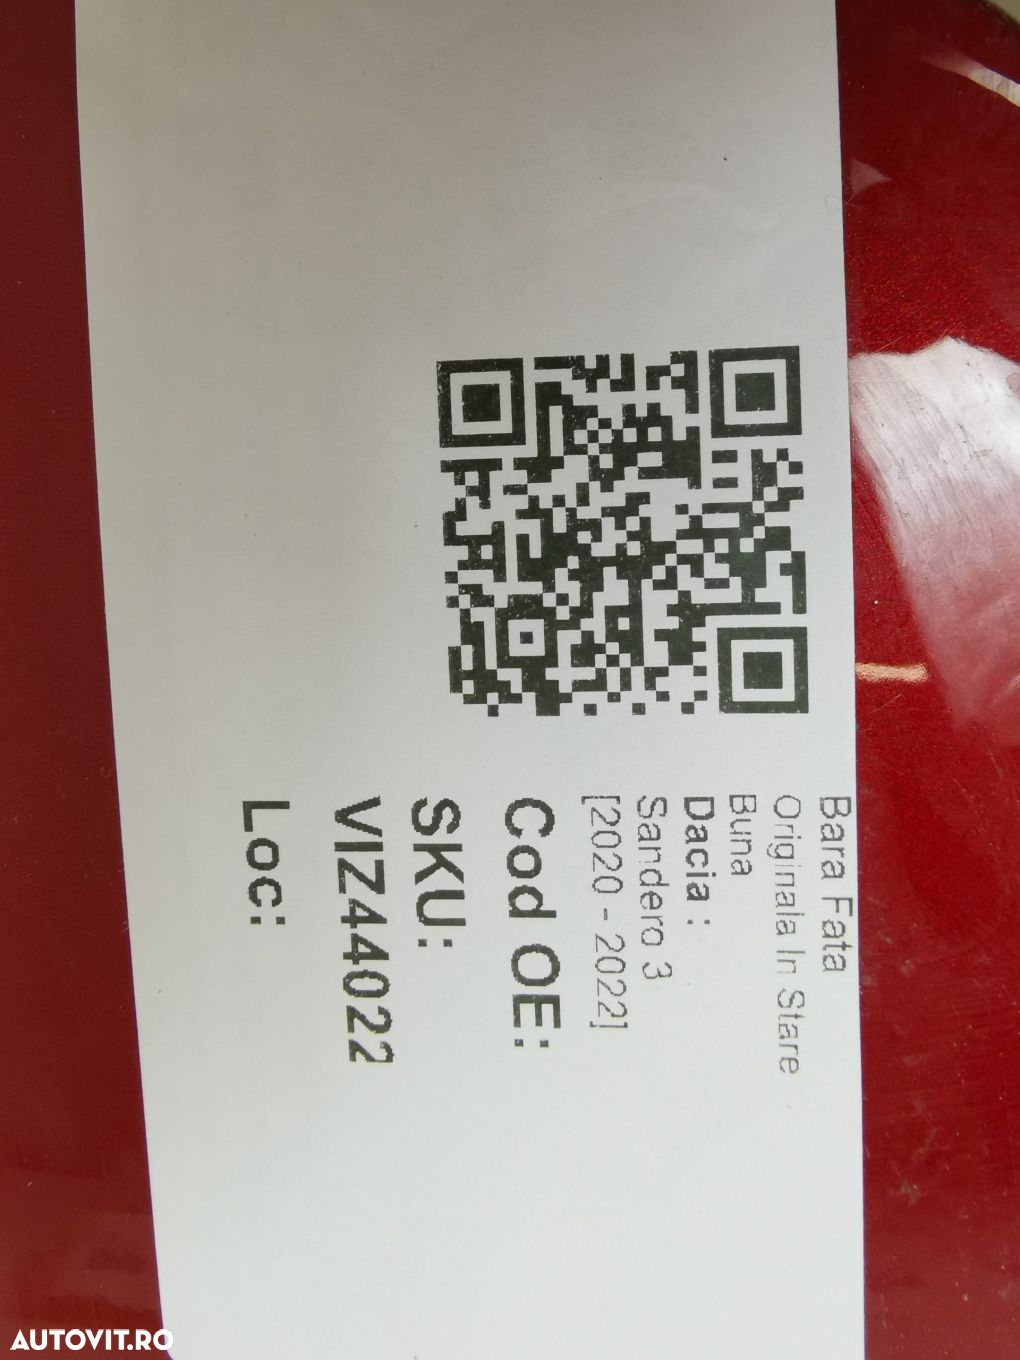 Bara Fata
Originala In Stare
Buna
Dacia :
Sandero 3
[2020 - 2022]
Cod OE:
SKU:
VIZ44022
Loc:
AUTOVIT.RO